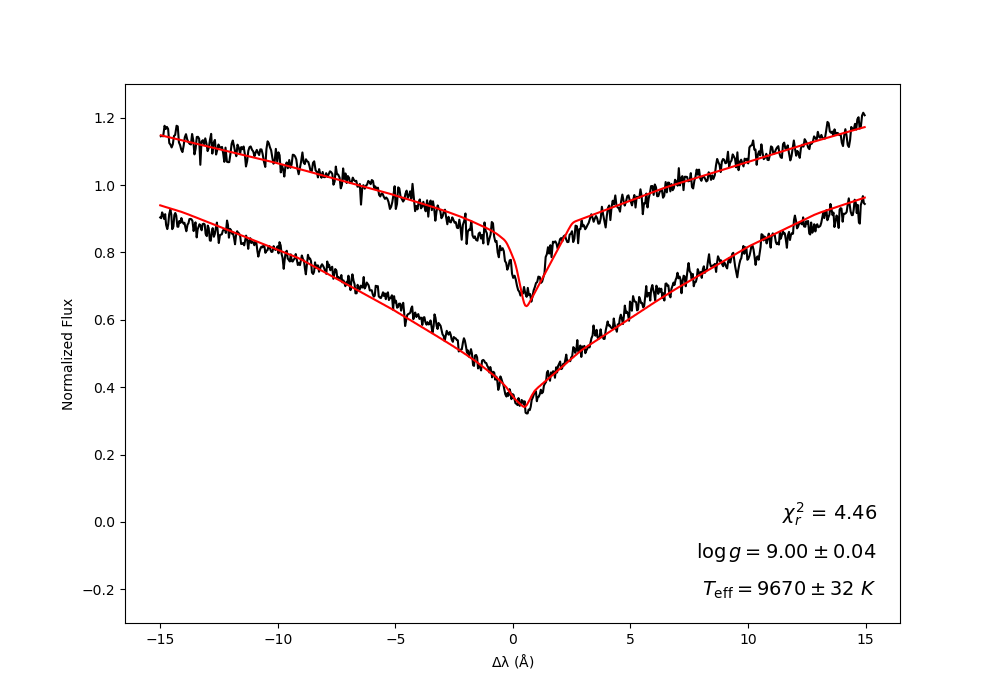 1.2
1.0
0.8
0.6
0.4
0.2
0.0
−0.2
Normalized Flux
χ²ᵣ = 4.46
log g = 9.00 ± 0.04
T_eff = 9670 ± 32 K
−15 −10 −5 0 5 10 15
Δλ (Å)